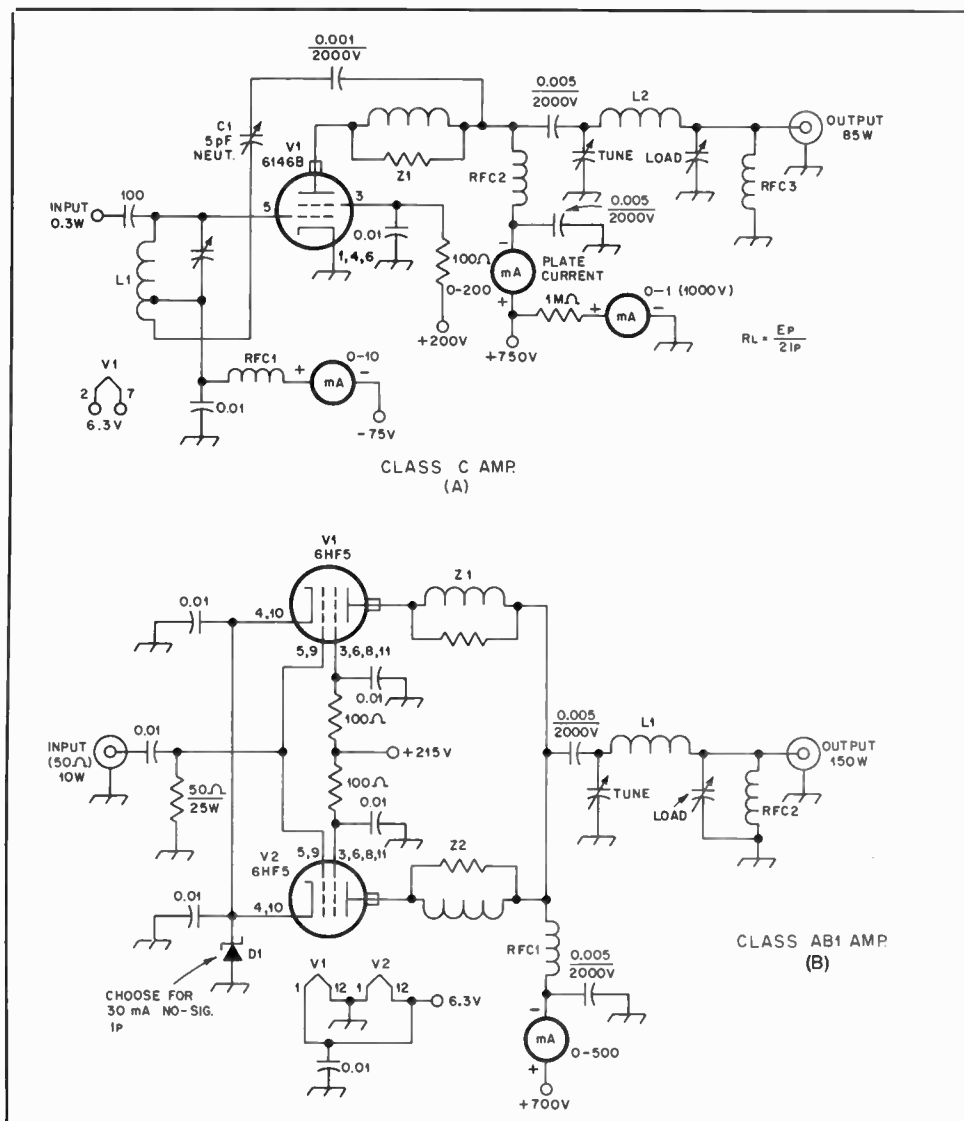 0.001
2000V
0.005
2000V
L2
OUTPUT
85W
C1
5pF
NEUT.
V1
6146B
Z1
TUNE
LOAD
RFC2
RFC3
INPUT
0.3W
100
5
3
0.01
1,4,6
0.005
2000V
L1
100Ω
0-200
mA
PLATE
CURRENT
+
-
1MΩ
+
mA
-
0-1 (1000V)
+200V
+750V
RL = EP
2IP
V1
2 7
6.3V
RFC1
+
0-10
mA
-
0.01
-75V
CLASS C AMP.
(A)
V1
6HF5
Z1
0.01
4,10
5,9
3,6,8,11
0.01
100Ω
INPUT
(50Ω)
10W
0.01
+215V
0.005
2000V
L1
OUTPUT
150W
50Ω
25W
100Ω
0.01
TUNE
LOAD
RFC2
V2
6HF5
5,9
3,6,8,11
Z2
0.01
4,10
D1
CHOOSE FOR
30 mA NO-SIG.
IP
V1 V2
1 12 1 12
6.3V
0.01
RFC1
0.005
2000V
-
mA
0-500
+
+700V
CLASS AB1 AMP.
(B)